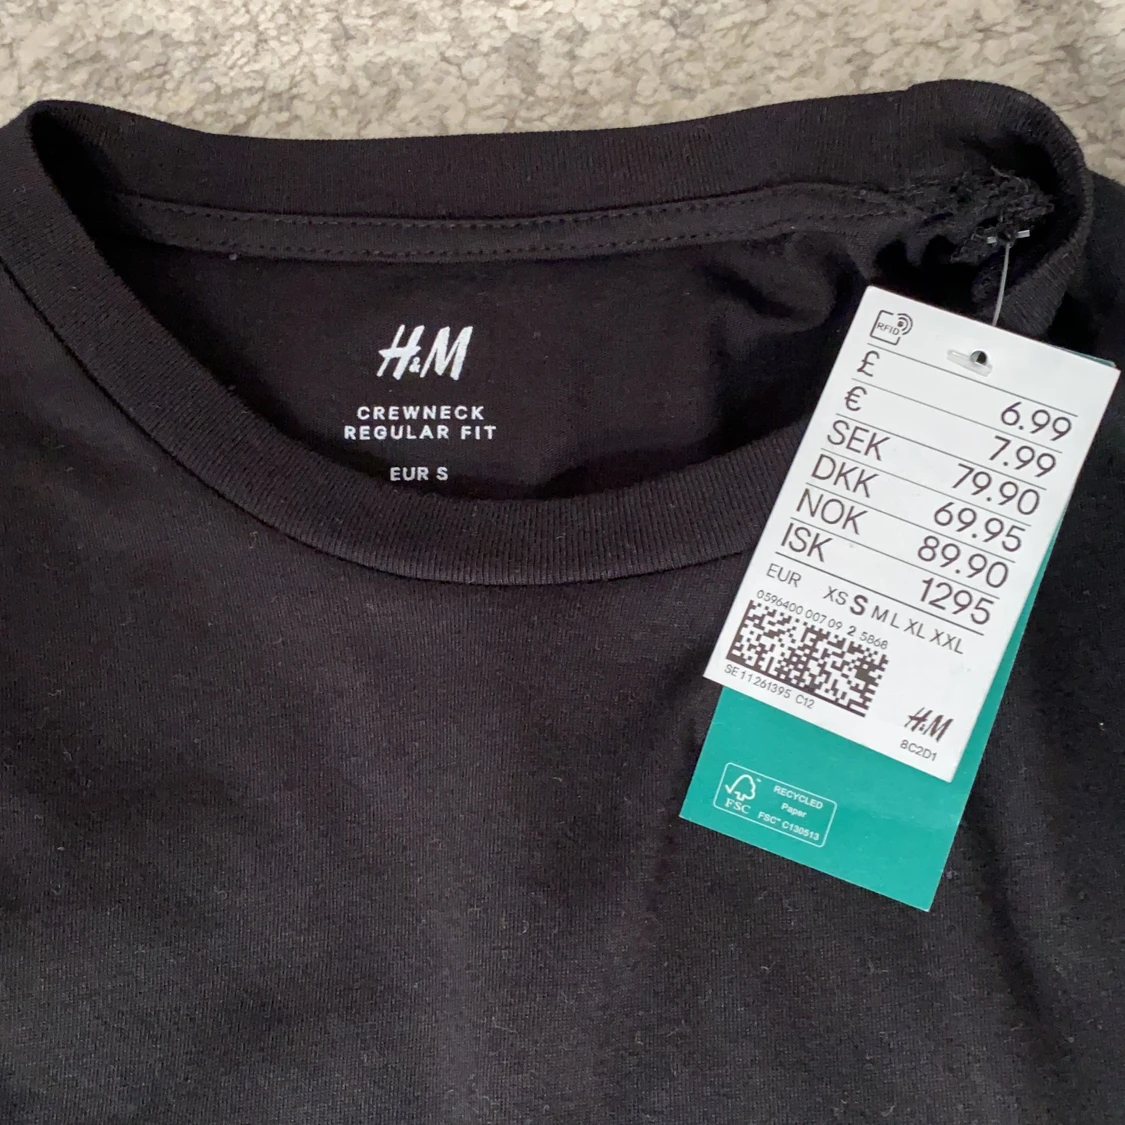 H&M
CREWNECK
REGULAR FIT
EUR S
RFID
£ 6.99
€ 7.99
SEK 79.90
DKK 69.95
NOK 89.90
ISK 1295
EUR XS S M L XL XXL
0596400 007 09 2 5868
SE 11 261395 C12
H&M
8C2D1
FSC
RECYCLED
Paper
FSC™ C130513